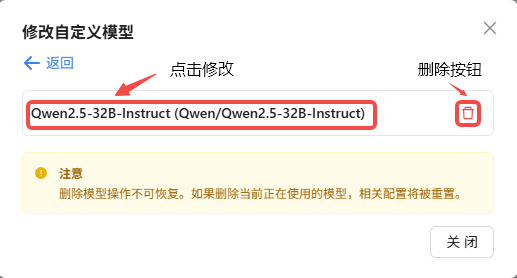 修改自定义模型
返回
点击修改
删除按钮
Qwen2.5-32B-Instruct (Qwen/Qwen2.5-32B-Instruct)
注意
删除模型操作不可恢复。如果删除当前正在使用的模型，相关配置将被重置。
关 闭